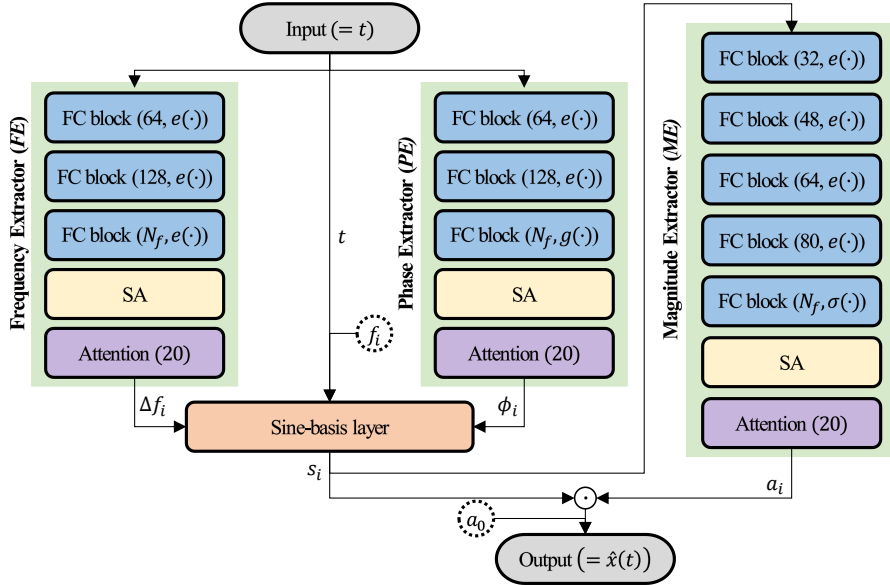 Input (= t)
Frequency Extractor (FE)
FC block (64, e(·))
FC block (128, e(·))
FC block (N_f, e(·))
SA
Attention (20)
Δf_i
t
f_i
Phase Extractor (PE)
FC block (64, e(·))
FC block (128, e(·))
FC block (N_f, g(·))
SA
Attention (20)
ϕ_i
Sine-basis layer
s_i
Magnitude Extractor (ME)
FC block (32, e(·))
FC block (48, e(·))
FC block (64, e(·))
FC block (80, e(·))
FC block (N_f, σ(·))
SA
Attention (20)
a_i
a_0
Output (= x̂(t))